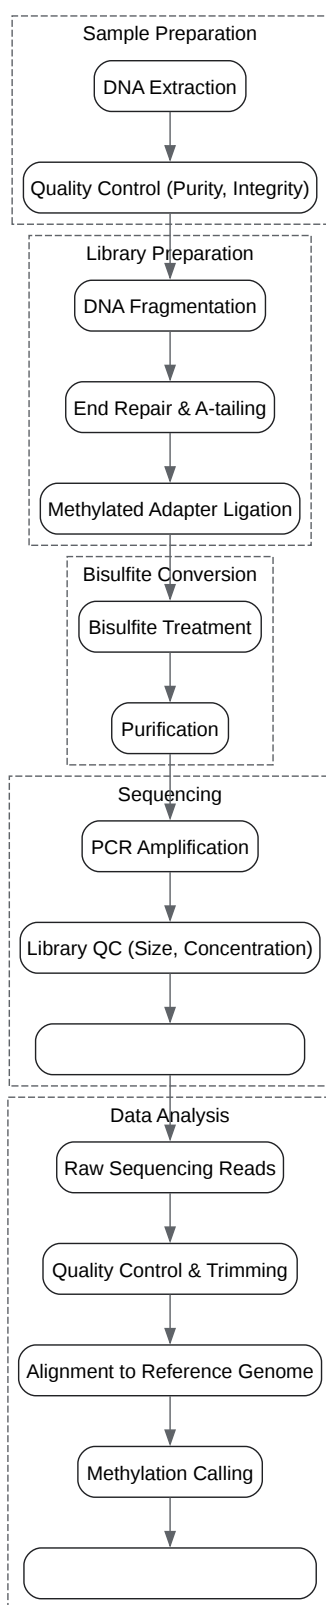 Sample Preparation
DNA Extraction
Quality Control (Purity, Integrity)
Library Preparation
DNA Fragmentation
End Repair & A-tailing
Methylated Adapter Ligation
Bisulfite Conversion
Bisulfite Treatment
Purification
Sequencing
PCR Amplification
Library QC (Size, Concentration)
Data Analysis
Raw Sequencing Reads
Quality Control & Trimming
Alignment to Reference Genome
Methylation Calling